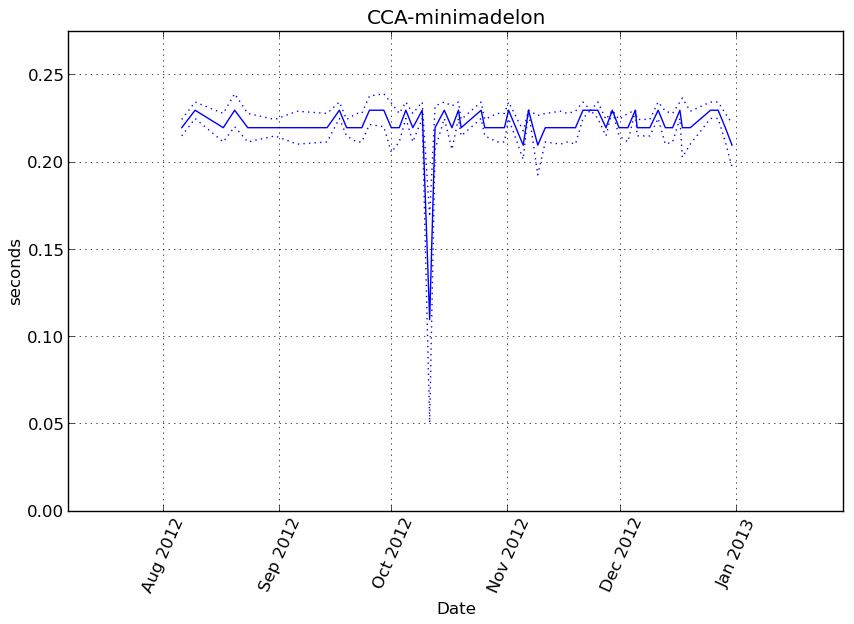 CCA-minimadelon
0.25
0.20
0.15
0.10
0.05
0.00
seconds
Aug 2012
Sep 2012
Oct 2012
Nov 2012
Dec 2012
Jan 2013
Date